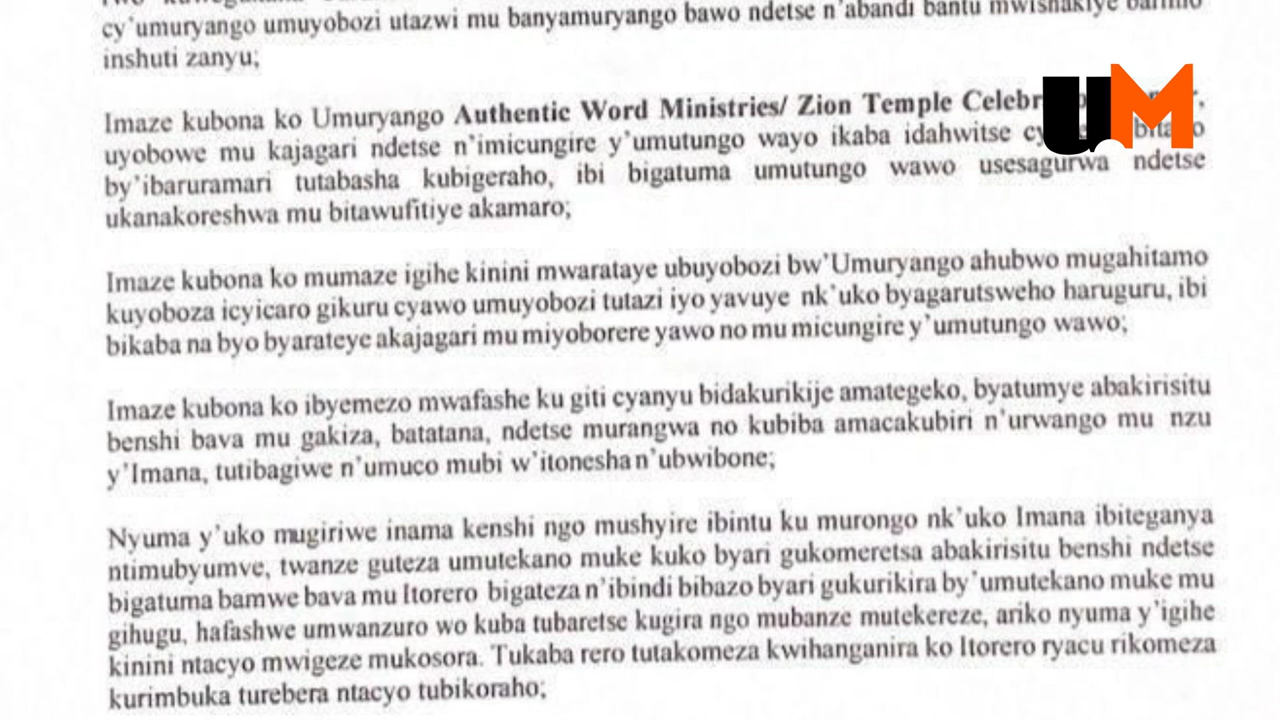 cy'umuryango umuyobozi utazwi mu banyamuryango bawo ndetse n'abandi bantu mwishakiye barimo
inshuti zanyu;
UM
Imaze kubona ko Umuryango Authentic Word Ministries/ Zion Temple
uyobowe mu kajagari ndetse n'imicungire y'umutungo wayo ikaba idahwitse
by'ibaruramari tutabasha kubigeraho, ibi bigatuma umutungo wawo usesagurwa ndetse
ukanakoreshwa mu bitawufitiye akamaro;
Imaze kubona ko mumaze igihe kinini mwarataye ubuyobozi bw'Umuryango ahubwo mugahitamo
kuyoboza icyicaro gikuru cyawo umuyobozi tutazi iyo yavuye nk'uko byagarutsweho haruguru, ibi
bikaba na byo byarateye akajagari mu miyoborere yawo no mu micungire y'umutungo wawo;
Imaze kubona ko ibyemezo mwafashe ku giti cyanyu bidakurikije amategeko, byatumye abakirisitu
benshi bava mu gakiza, batatana, ndetse murangwa no kubiba amacakubiri n'urwango mu nzu
y'Imana, tutibagiwe n'umuco mubi w'itonesha n'ubwibone;
Nyuma y'uko mugiriwe inama kenshi ngo mushyire ibintu ku murongo nk'uko Imana ibiteganya
ntimubyumve, twanze guteza umutekano muke kuko byari gukomeretsa abakirisitu benshi ndetse
bigatuma bamwe bava mu Itorero bigateza n'ibindi bibazo byari gukurikira by'umutekano muke mu
gihugu, hafashwe umwanzuro wo kuba tubaretse kugira ngo mubanze mutekereze, ariko nyuma y'igihe
kinini ntacyo mwigeze mukosora. Tukaba rero tutakomeza kwihanganira ko Itorero ryacu rikomeza
kurimbuka turebera ntacyo tubikoraho;